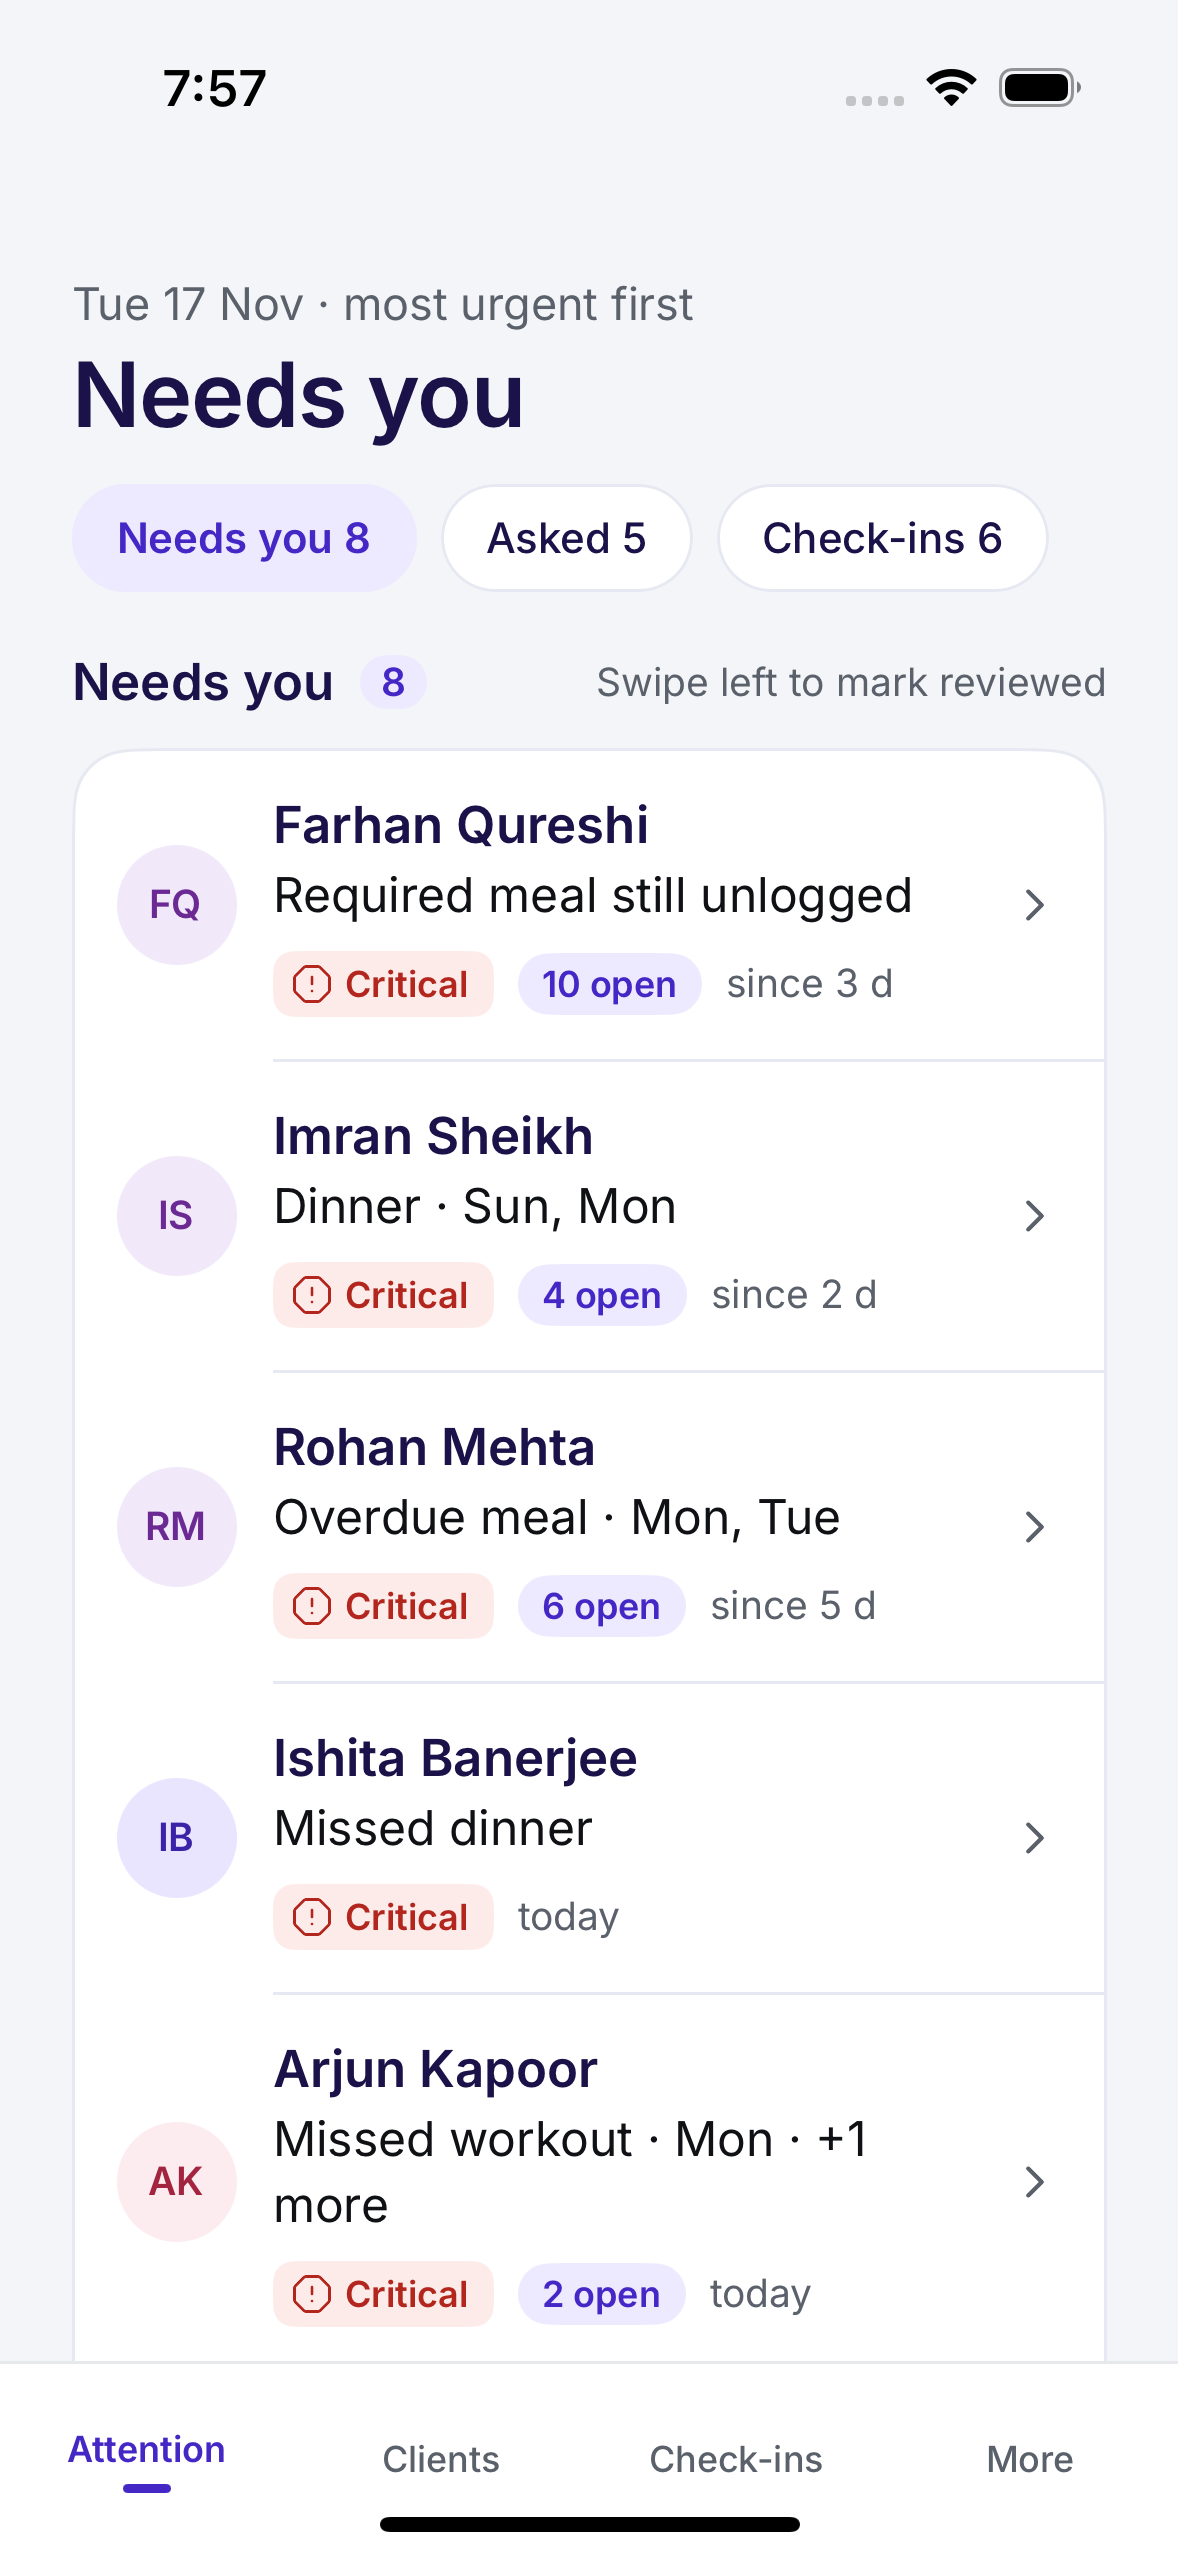 7:57
Tue 17 Nov · most urgent first
Needs you
Needs you 8
Asked 5
Check-ins 6
Needs you 8
Swipe left to mark reviewed
FQ
Farhan Qureshi
Required meal still unlogged
Critical
10 open
since 3 d
IS
Imran Sheikh
Dinner · Sun, Mon
Critical
4 open
since 2 d
RM
Rohan Mehta
Overdue meal · Mon, Tue
Critical
6 open
since 5 d
IB
Ishita Banerjee
Missed dinner
Critical
today
AK
Arjun Kapoor
Missed workout · Mon · +1
more
Critical
2 open
today
Attention
Clients
Check-ins
More